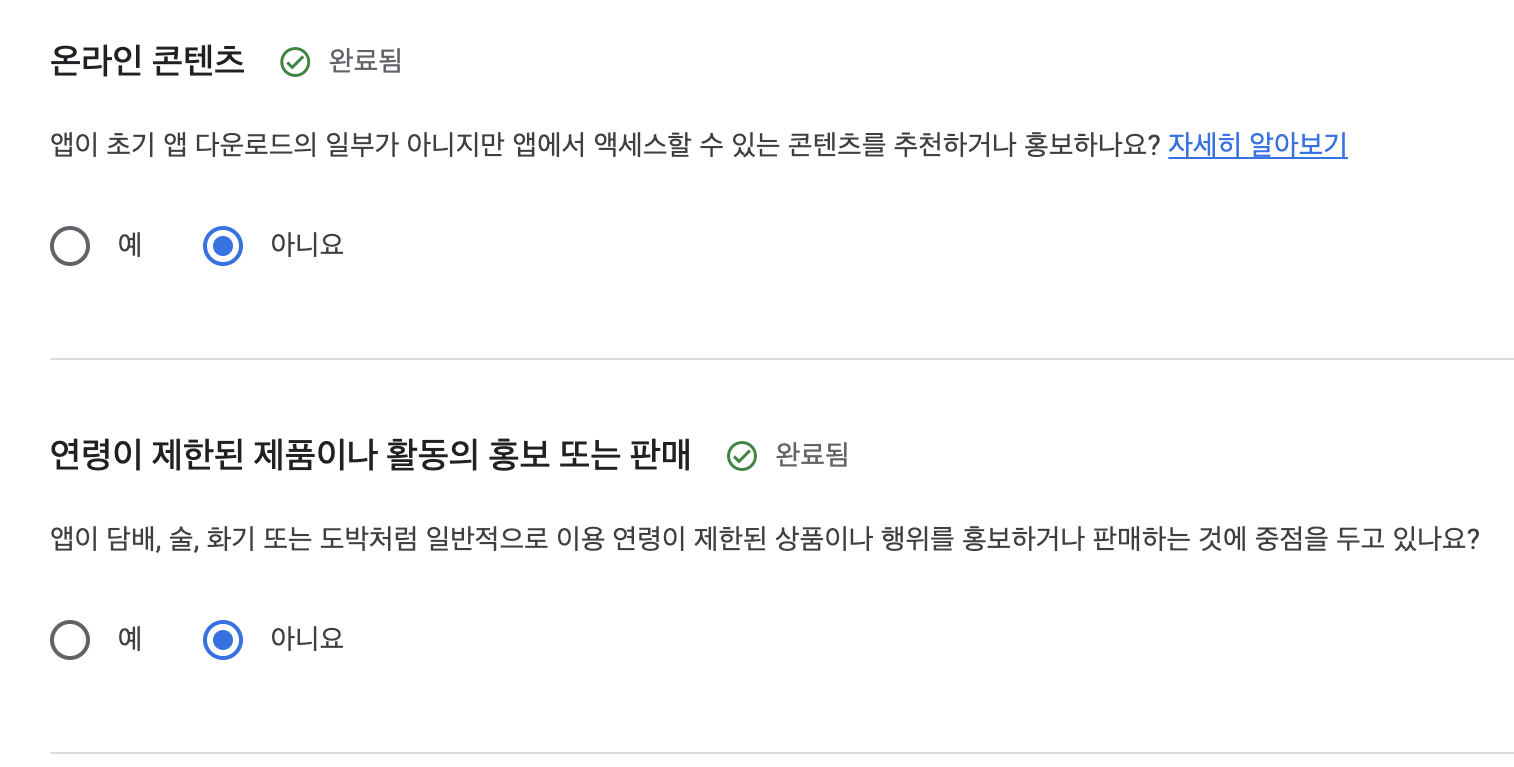 온라인 콘텐츠 완료됨
앱이 초기 앱 다운로드의 일부가 아니지만 앱에서 액세스할 수 있는 콘텐츠를 추천하거나 홍보하나요? 자세히 알아보기
예 아니요
연령이 제한된 제품이나 활동의 홍보 또는 판매 완료됨
앱이 담배, 술, 화기 또는 도박처럼 일반적으로 이용 연령이 제한된 상품이나 행위를 홍보하거나 판매하는 것에 중점을 두고 있나요?
예 아니요